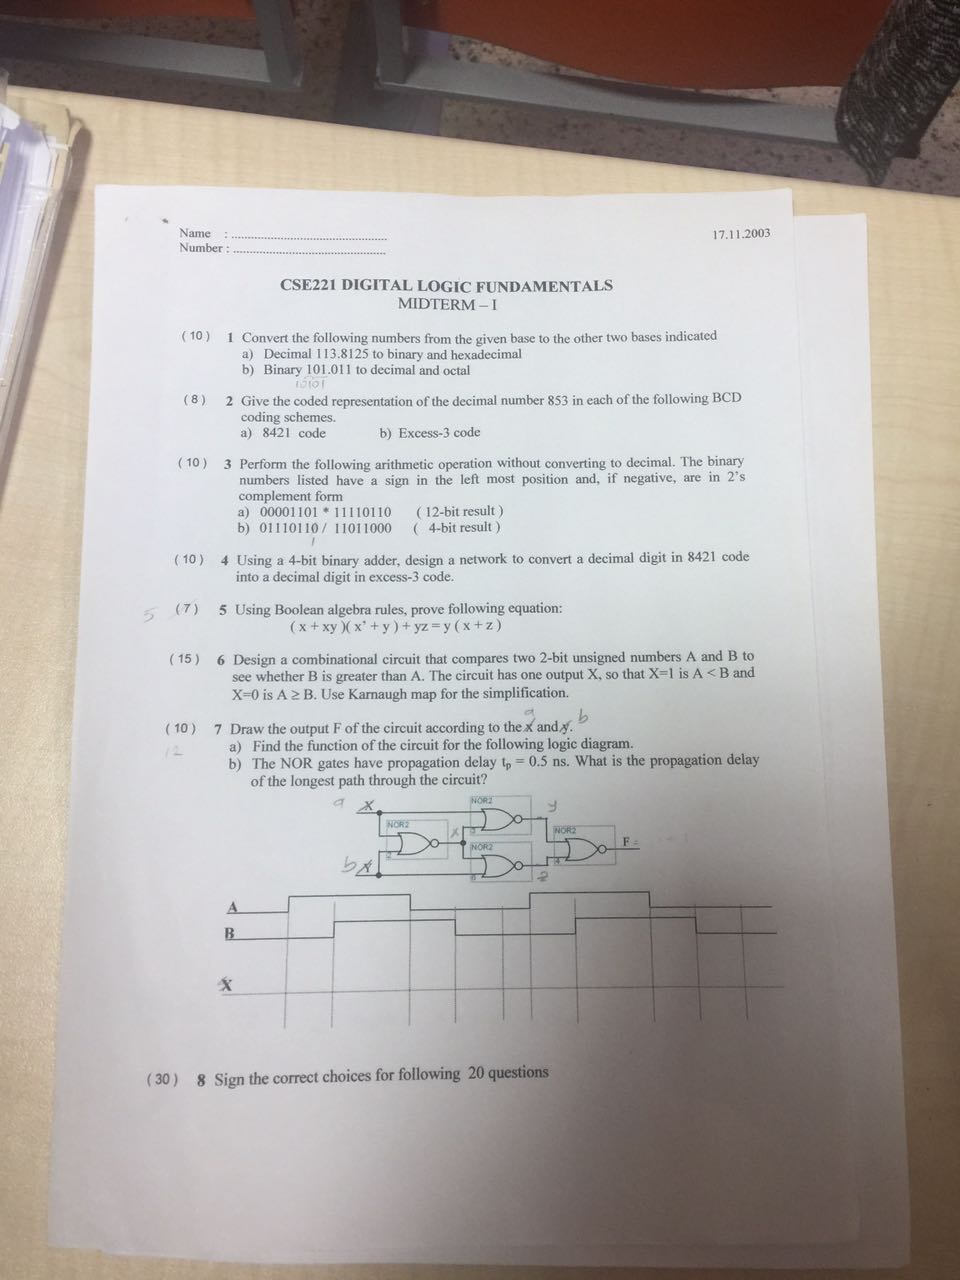 Name : ...............................................
17.11.2003
Number : ..............................................
CSE221 DIGITAL LOGIC FUNDAMENTALS
MIDTERM – I
( 10 ) 1 Convert the following numbers from the given base to the other two bases indicated
a) Decimal 113.8125 to binary and hexadecimal
b) Binary 101.011 to decimal and octal
10101
( 8 ) 2 Give the coded representation of the decimal number 853 in each of the following BCD
coding schemes.
a) 8421 code b) Excess-3 code
( 10 ) 3 Perform the following arithmetic operation without converting to decimal. The binary
numbers listed have a sign in the left most position and, if negative, are in 2's
complement form
a) 00001101 * 11110110 ( 12-bit result )
b) 01110110 / 11011000 ( 4-bit result )
1
( 10 ) 4 Using a 4-bit binary adder, design a network to convert a decimal digit in 8421 code
into a decimal digit in excess-3 code.
5 ( 7 ) 5 Using Boolean algebra rules, prove following equation:
( x + xy )( x' + y ) + yz = y ( x + z )
( 15 ) 6 Design a combinational circuit that compares two 2-bit unsigned numbers A and B to
see whether B is greater than A. The circuit has one output X, so that X=1 is A < B and
X=0 is A ≥ B. Use Karnaugh map for the simplification.
a b
( 10 ) 7 Draw the output F of the circuit according to the x and y.
12 a) Find the function of the circuit for the following logic diagram.
b) The NOR gates have propagation delay tp = 0.5 ns. What is the propagation delay
of the longest path through the circuit?
a X NOR2 y
NOR2 x NOR2 NOR2 F =
b z
A
B
X
( 30 ) 8 Sign the correct choices for following 20 questions